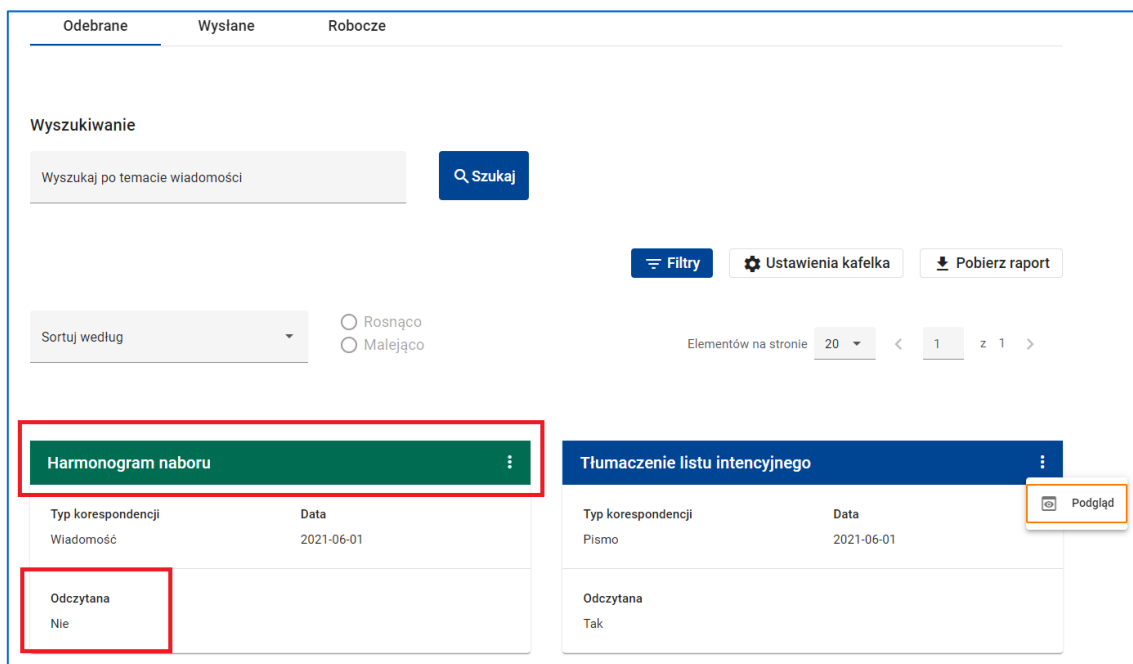 Odebrane Wysłane Robocze
Wyszukiwanie
Wyszukaj po temacie wiadomości Szukaj
Filtry Ustawienia kafelka Pobierz raport
Sortuj według Rosnąco
Malejąco Elementów na stronie 20 1 z 1
Harmonogram naboru
Typ korespondencji Data
Wiadomość 2021-06-01
Odczytana
Nie
Tłumaczenie listu intencyjnego
Podgląd
Typ korespondencji Data
Pismo 2021-06-01
Odczytana
Tak